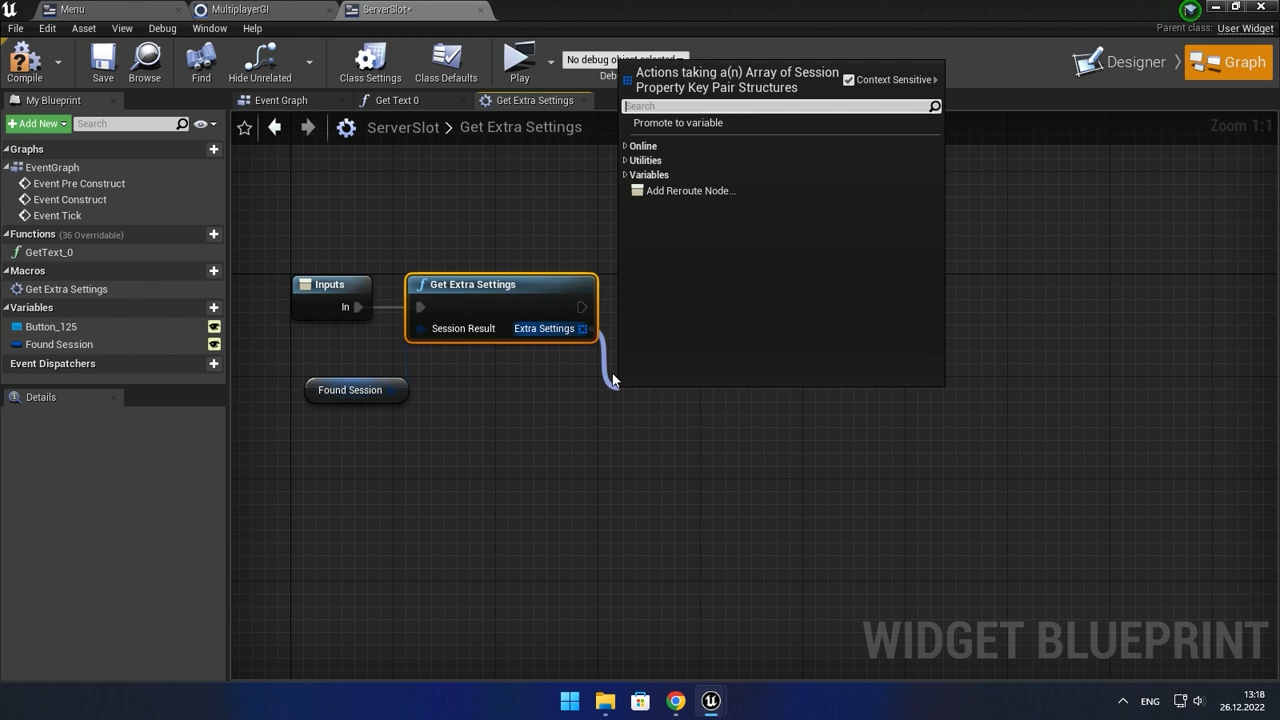 Menu
MultiplayerGI
ServerSlot*
File
Edit
Asset
View
Debug
Window
Help
Parent class: User Widget
Compile
Save
Browse
Find
Hide Unrelated
Class Settings
Class Defaults
Play
No debug object selected
Designer
Graph
My Blueprint
Event Graph
Get Text 0
Get Extra Settings
Add New
Search
ServerSlot > Get Extra Settings
Zoom 1:1
Graphs
EventGraph
Event Pre Construct
Event Construct
Event Tick
Functions (36 Overridable)
GetText_0
Macros
Get Extra Settings
Variables
Button_125
Found Session
Event Dispatchers
Details
Actions taking a(n) Array of Session
Property Key Pair Structures
Context Sensitive
Search
Promote to variable
Online
Utilities
Variables
Add Reroute Node...
Inputs
In
Get Extra Settings
Session Result
Extra Settings
Found Session
WIDGET BLUEPRINT
ENG
13:18
26.12.2022